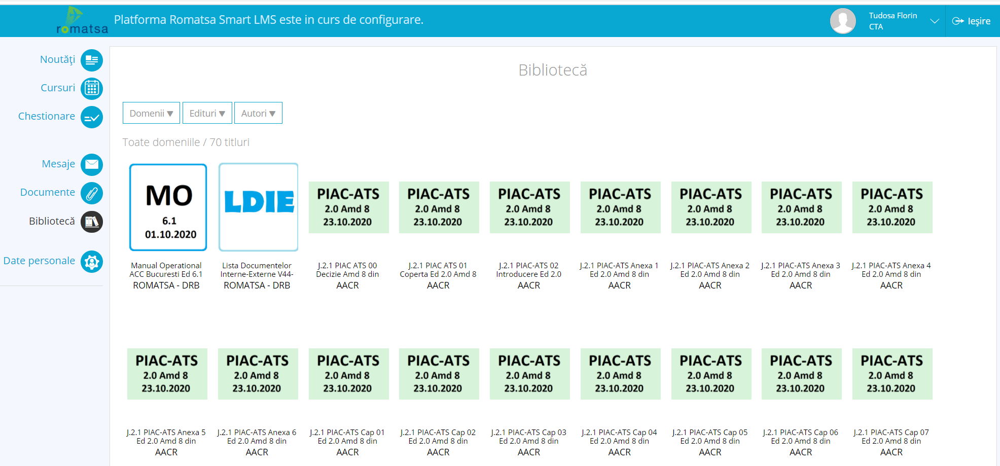 romatsa
Platforma Romatsa Smart LMS este in curs de configurare.
Tudosa Florin
CTA
Ieşire
Noutăţi
Cursuri
Chestionare
Mesaje
Documente
Bibliotecă
Date personale
Bibliotecă
Domenii ▼
Edituri ▼
Autori ▼
Toate domeniile / 70 titluri
MO
6.1
01.10.2020
Manual Operational
ACC Bucuresti Ed 6.1
ROMATSA - DRB
LDIE
Lista Documentelor
Interne-Externe V44-
ROMATSA - DRB
PIAC-ATS
2.0 Amd 8
23.10.2020
J.2.1 PIAC ATS 00
Decizie Amd 8 din
AACR
PIAC-ATS
2.0 Amd 8
23.10.2020
J.2.1 PIAC ATS 01
Coperta Ed 2.0 Amd 8
AACR
PIAC-ATS
2.0 Amd 8
23.10.2020
J.2.1 PIAC-ATS 02
Introducere Ed 2.0
AACR
PIAC-ATS
2.0 Amd 8
23.10.2020
J.2.1 PIAC-ATS Anexa 1
Ed 2.0 Amd 8 din
AACR
PIAC-ATS
2.0 Amd 8
23.10.2020
J.2.1 PIAC-ATS Anexa 2
Ed 2.0 Amd 8 din
AACR
PIAC-ATS
2.0 Amd 8
23.10.2020
J.2.1 PIAC-ATS Anexa 3
Ed 2.0 Amd 8 din
AACR
PIAC-ATS
2.0 Amd 8
23.10.2020
J.2.1 PIAC-ATS Anexa 4
Ed 2.0 Amd 8 din
AACR
PIAC-ATS
2.0 Amd 8
23.10.2020
J.2.1 PIAC-ATS Anexa 5
Ed 2.0 Amd 8 din
AACR
PIAC-ATS
2.0 Amd 8
23.10.2020
J.2.1 PIAC-ATS Anexa 6
Ed 2.0 Amd 8 din
AACR
PIAC-ATS
2.0 Amd 8
23.10.2020
J.2.1 PIAC-ATS Cap 01
Ed 2.0 Amd 8 din
AACR
PIAC-ATS
2.0 Amd 8
23.10.2020
J.2.1 PIAC-ATS Cap 02
Ed 2.0 Amd 8 din
AACR
PIAC-ATS
2.0 Amd 8
23.10.2020
J.2.1 PIAC-ATS Cap 03
Ed 2.0 Amd 8 din
AACR
PIAC-ATS
2.0 Amd 8
23.10.2020
J.2.1 PIAC-ATS Cap 04
Ed 2.0 Amd 8 din
AACR
PIAC-ATS
2.0 Amd 8
23.10.2020
J.2.1 PIAC-ATS Cap 05
Ed 2.0 Amd 8 din
AACR
PIAC-ATS
2.0 Amd 8
23.10.2020
J.2.1 PIAC-ATS Cap 06
Ed 2.0 Amd 8 din
AACR
PIAC-ATS
2.0 Amd 8
23.10.2020
J.2.1 PIAC-ATS Cap 07
Ed 2.0 Amd 8 din
AACR